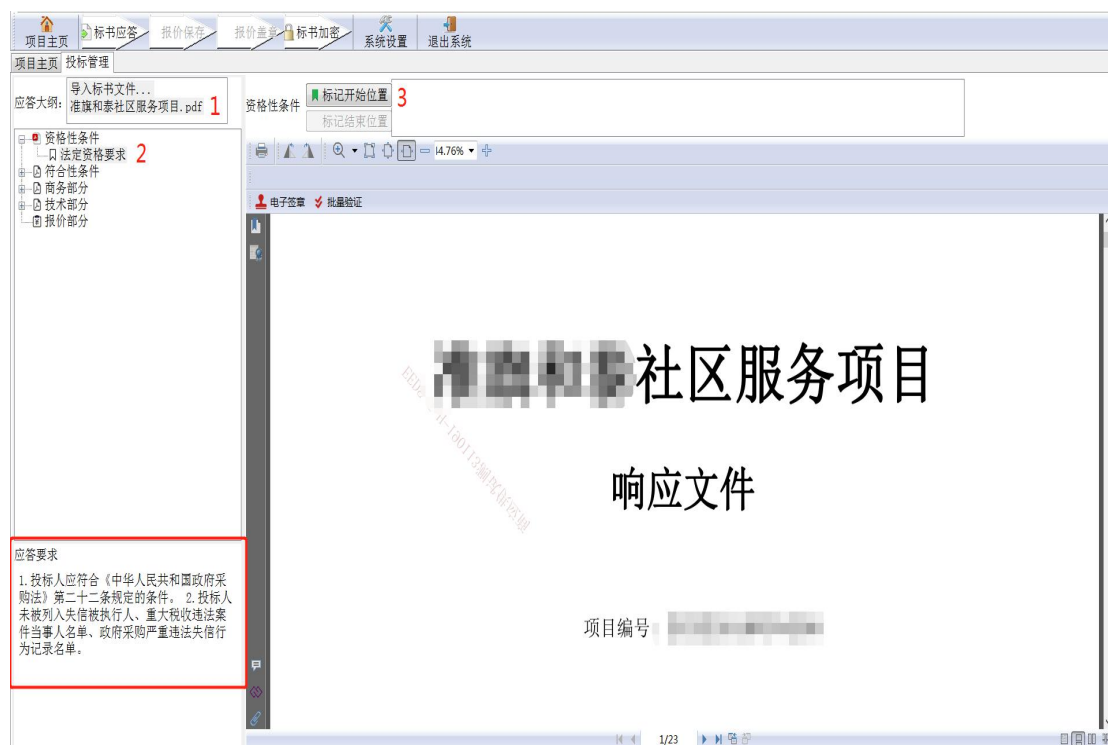 项目主页 标书应答 报价保存 报价盖章 标书加密 系统设置 退出系统
项目主页 投标管理
应答大纲:
导入标书文件...
准旗和泰社区服务项目.pdf 1
资格性条件
法定资格要求 2
符合性条件
商务部分
技术部分
报价部分
资格性条件
标记开始位置 3
标记结束位置
电子签章 批量验证
社区服务项目
响应文件
项目编号
应答要求
1.投标人应符合《中华人民共和国政府采
购法》第二十二条规定的条件。 2.投标人
未被列入失信被执行人、重大税收违法案
件当事人名单、政府采购严重违法失信行
为记录名单。
1/23